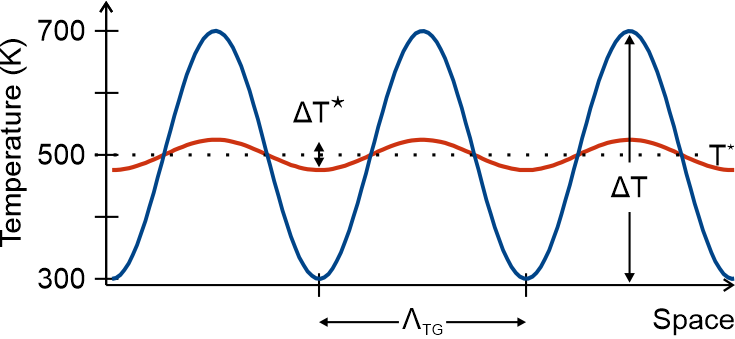 700
500
300
Temperature (K)
ΔT*
T*
ΔT
Λ_TG
Space